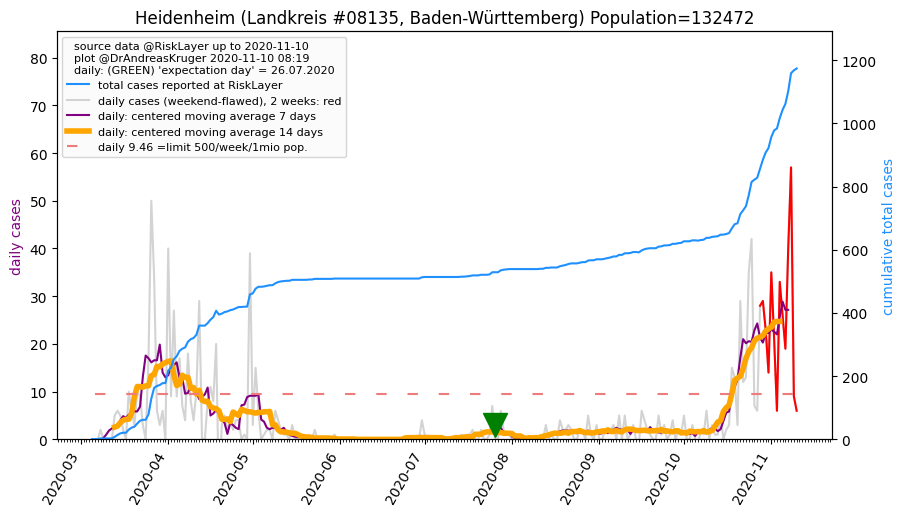 Heidenheim (Landkreis #08135, Baden-Württemberg) Population=132472
source data @RiskLayer up to 2020-11-10
plot @DrAndreasKruger 2020-11-10 08:19
daily: (GREEN) 'expectation day' = 26.07.2020
total cases reported at RiskLayer
daily cases (weekend-flawed), 2 weeks: red
daily: centered moving average 7 days
daily: centered moving average 14 days
daily 9.46 =limit 500/week/1mio pop.
daily cases
80
70
60
50
40
30
20
10
0
1200
1000
800
600
400
200
0
cumulative total cases
2020-03
2020-04
2020-05
2020-06
2020-07
2020-08
2020-09
2020-10
2020-11